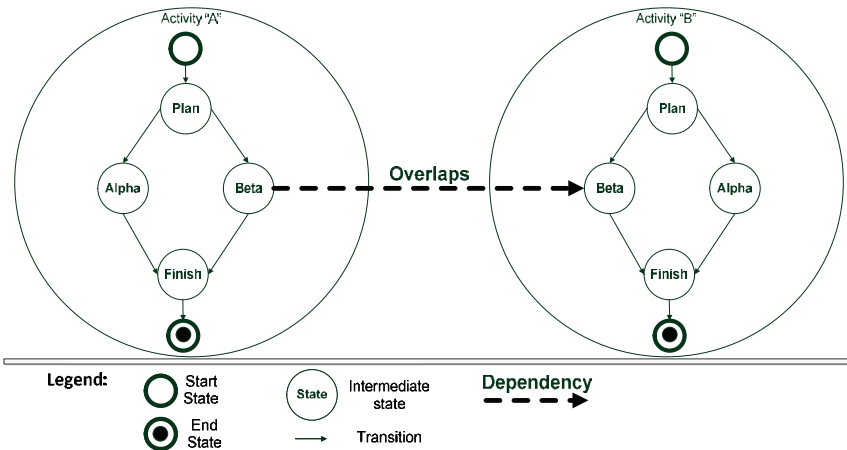 Activity "A"
Activity "B"
Plan
Plan
Overlaps
Alpha
Beta
Beta
Alpha
Finish
Finish
Legend:
Start
State
State
Intermediate
state
Dependency
End
State
Transition